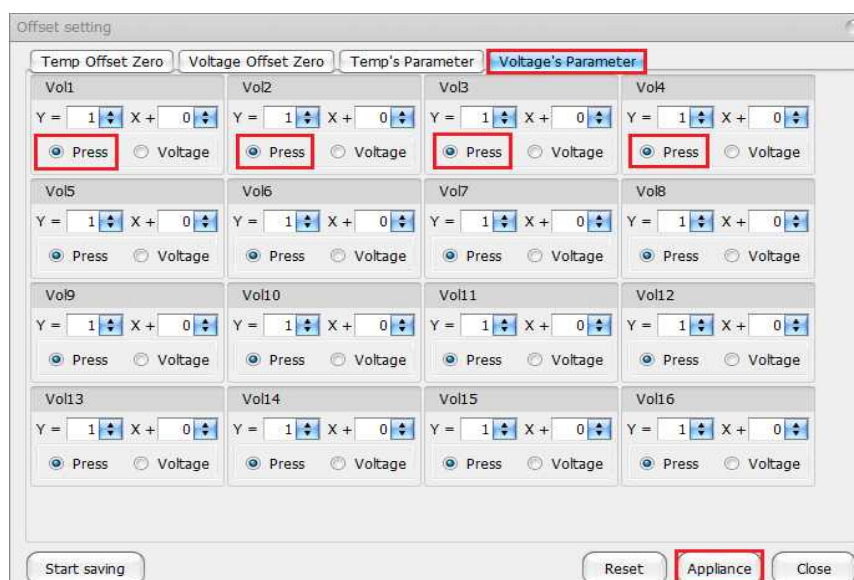 Offset setting
Temp Offset Zero Voltage Offset Zero Temp's Parameter Voltage's Parameter
Vol1 Vol2 Vol3 Vol4
Y = 1 X + 0 Y = 1 X + 0 Y = 1 X + 0 Y = 1 X + 0
Press Voltage Press Voltage Press Voltage Press Voltage
Vol5 Vol6 Vol7 Vol8
Y = 1 X + 0 Y = 1 X + 0 Y = 1 X + 0 Y = 1 X + 0
Press Voltage Press Voltage Press Voltage Press Voltage
Vol9 Vol10 Vol11 Vol12
Y = 1 X + 0 Y = 1 X + 0 Y = 1 X + 0 Y = 1 X + 0
Press Voltage Press Voltage Press Voltage Press Voltage
Vol13 Vol14 Vol15 Vol16
Y = 1 X + 0 Y = 1 X + 0 Y = 1 X + 0 Y = 1 X + 0
Press Voltage Press Voltage Press Voltage Press Voltage
Start saving Reset Appliance Close